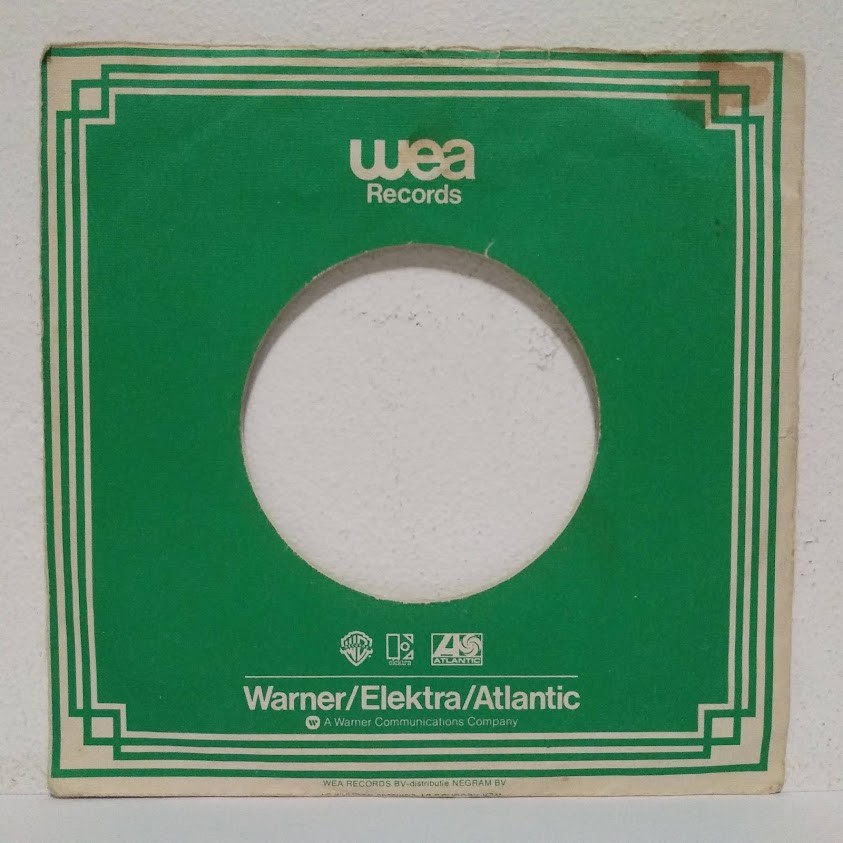 wea
Records
elektra
ATLANTIC
Warner/Elektra/Atlantic
A Warner Communications Company
WEA RECORDS BV-distributie NEGRAM BV